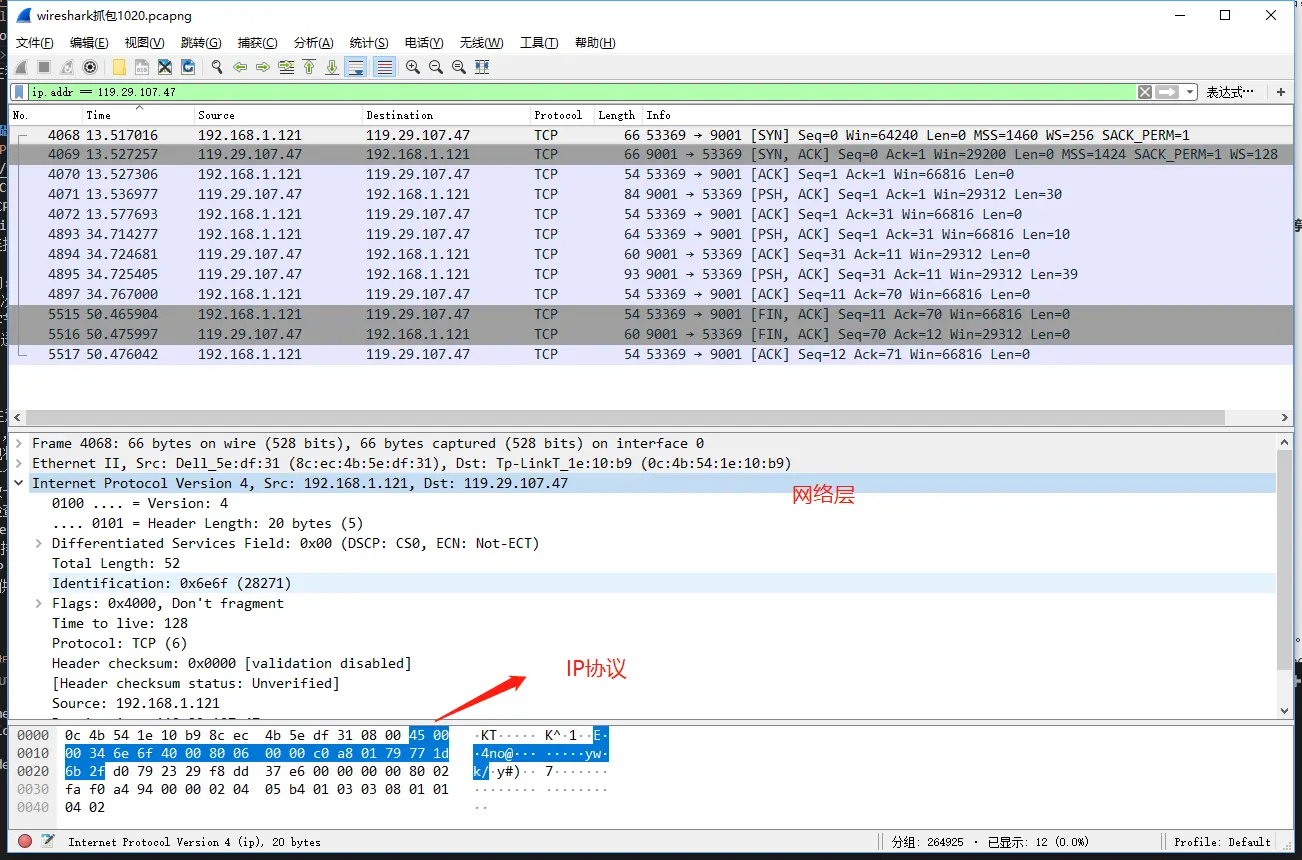 wireshark抓包1020.pcapng
文件(F) 编辑(E) 视图(V) 跳转(G) 捕获(C) 分析(A) 统计(S) 电话(Y) 无线(W) 工具(T) 帮助(H)
ip.addr == 119.29.107.47 表达式… +
No. Time Source Destination Protocol Length Info
4068 13.517016 192.168.1.121 119.29.107.47 TCP 66 53369 → 9001 [SYN] Seq=0 Win=64240 Len=0 MSS=1460 WS=256 SACK_PERM=1
4069 13.527257 119.29.107.47 192.168.1.121 TCP 66 9001 → 53369 [SYN, ACK] Seq=0 Ack=1 Win=29200 Len=0 MSS=1424 SACK_PERM=1 WS=128
4070 13.527306 192.168.1.121 119.29.107.47 TCP 54 53369 → 9001 [ACK] Seq=1 Ack=1 Win=66816 Len=0
4071 13.536977 119.29.107.47 192.168.1.121 TCP 84 9001 → 53369 [PSH, ACK] Seq=1 Ack=1 Win=29312 Len=30
4072 13.577693 192.168.1.121 119.29.107.47 TCP 54 53369 → 9001 [ACK] Seq=1 Ack=31 Win=66816 Len=0
4893 34.714277 192.168.1.121 119.29.107.47 TCP 64 53369 → 9001 [PSH, ACK] Seq=1 Ack=31 Win=66816 Len=10
4894 34.724681 119.29.107.47 192.168.1.121 TCP 60 9001 → 53369 [ACK] Seq=31 Ack=11 Win=29312 Len=0
4895 34.725405 119.29.107.47 192.168.1.121 TCP 93 9001 → 53369 [PSH, ACK] Seq=31 Ack=11 Win=29312 Len=39
4897 34.767000 192.168.1.121 119.29.107.47 TCP 54 53369 → 9001 [ACK] Seq=11 Ack=70 Win=66816 Len=0
5515 50.465904 192.168.1.121 119.29.107.47 TCP 54 53369 → 9001 [FIN, ACK] Seq=11 Ack=70 Win=66816 Len=0
5516 50.475997 119.29.107.47 192.168.1.121 TCP 60 9001 → 53369 [FIN, ACK] Seq=70 Ack=12 Win=29312 Len=0
5517 50.476042 192.168.1.121 119.29.107.47 TCP 54 53369 → 9001 [ACK] Seq=12 Ack=71 Win=66816 Len=0
Frame 4068: 66 bytes on wire (528 bits), 66 bytes captured (528 bits) on interface 0
Ethernet II, Src: Dell_5e:df:31 (8c:ec:4b:5e:df:31), Dst: Tp-LinkT_1e:10:b9 (0c:4b:54:1e:10:b9)
Internet Protocol Version 4, Src: 192.168.1.121, Dst: 119.29.107.47
网络层
0100 .... = Version: 4
.... 0101 = Header Length: 20 bytes (5)
Differentiated Services Field: 0x00 (DSCP: CS0, ECN: Not-ECT)
Total Length: 52
Identification: 0x6e6f (28271)
Flags: 0x4000, Don't fragment
Time to live: 128
Protocol: TCP (6)
Header checksum: 0x0000 [validation disabled]
IP协议
[Header checksum status: Unverified]
Source: 192.168.1.121
0000 0c 4b 54 1e 10 b9 8c ec 4b 5e df 31 08 00 45 00 ·KT····· K^·1··E·
0010 00 34 6e 6f 40 00 80 06 00 00 c0 a8 01 79 77 1d ·4no@··· ·····yw·
0020 6b 2f d0 79 23 29 f8 dd 37 e6 00 00 00 00 80 02 k/·y#)·· 7·······
0030 fa f0 a4 94 00 00 02 04 05 b4 01 03 03 08 01 01 ········ ········
0040 04 02 ··
Internet Protocol Version 4 (ip), 20 bytes 分组: 264925 · 已显示: 12 (0.0%) Profile: Default